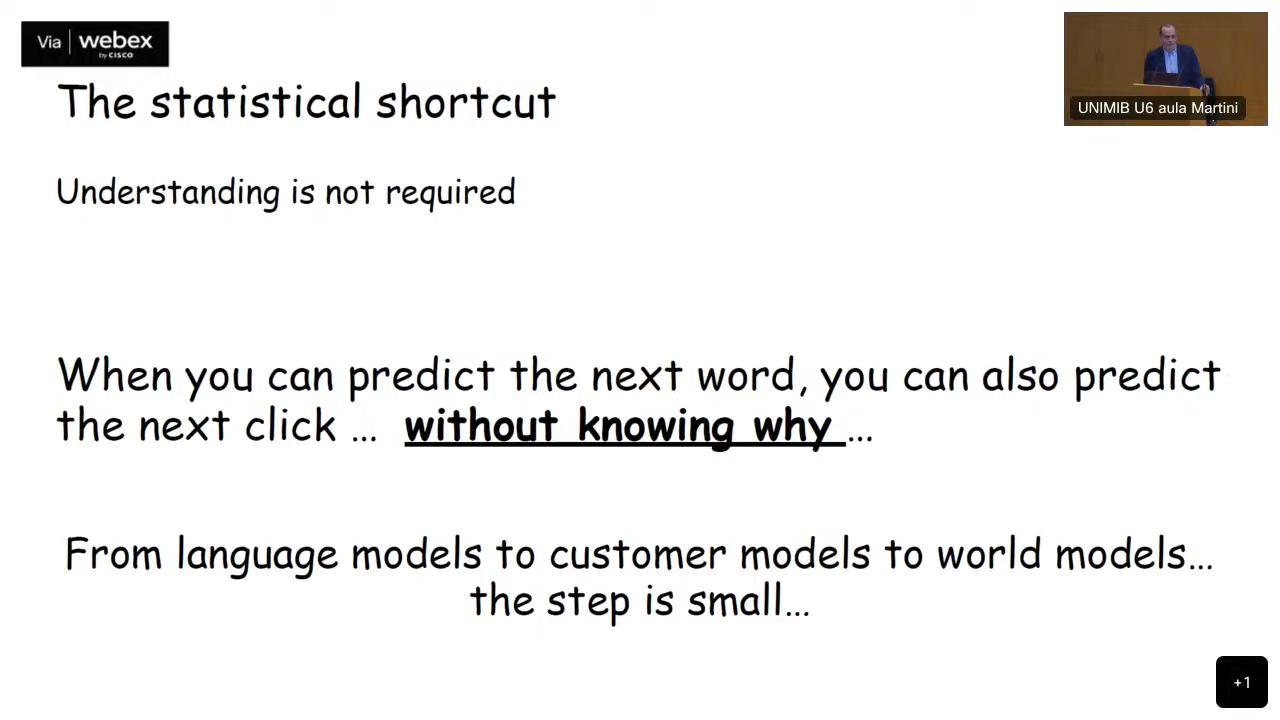 Via webex
by CISCO
UNIMIB U6 aula Martini
The statistical shortcut
Understanding is not required
When you can predict the next word, you can also predict
the next click ... without knowing why ...
From language models to customer models to world models...
the step is small...
+1